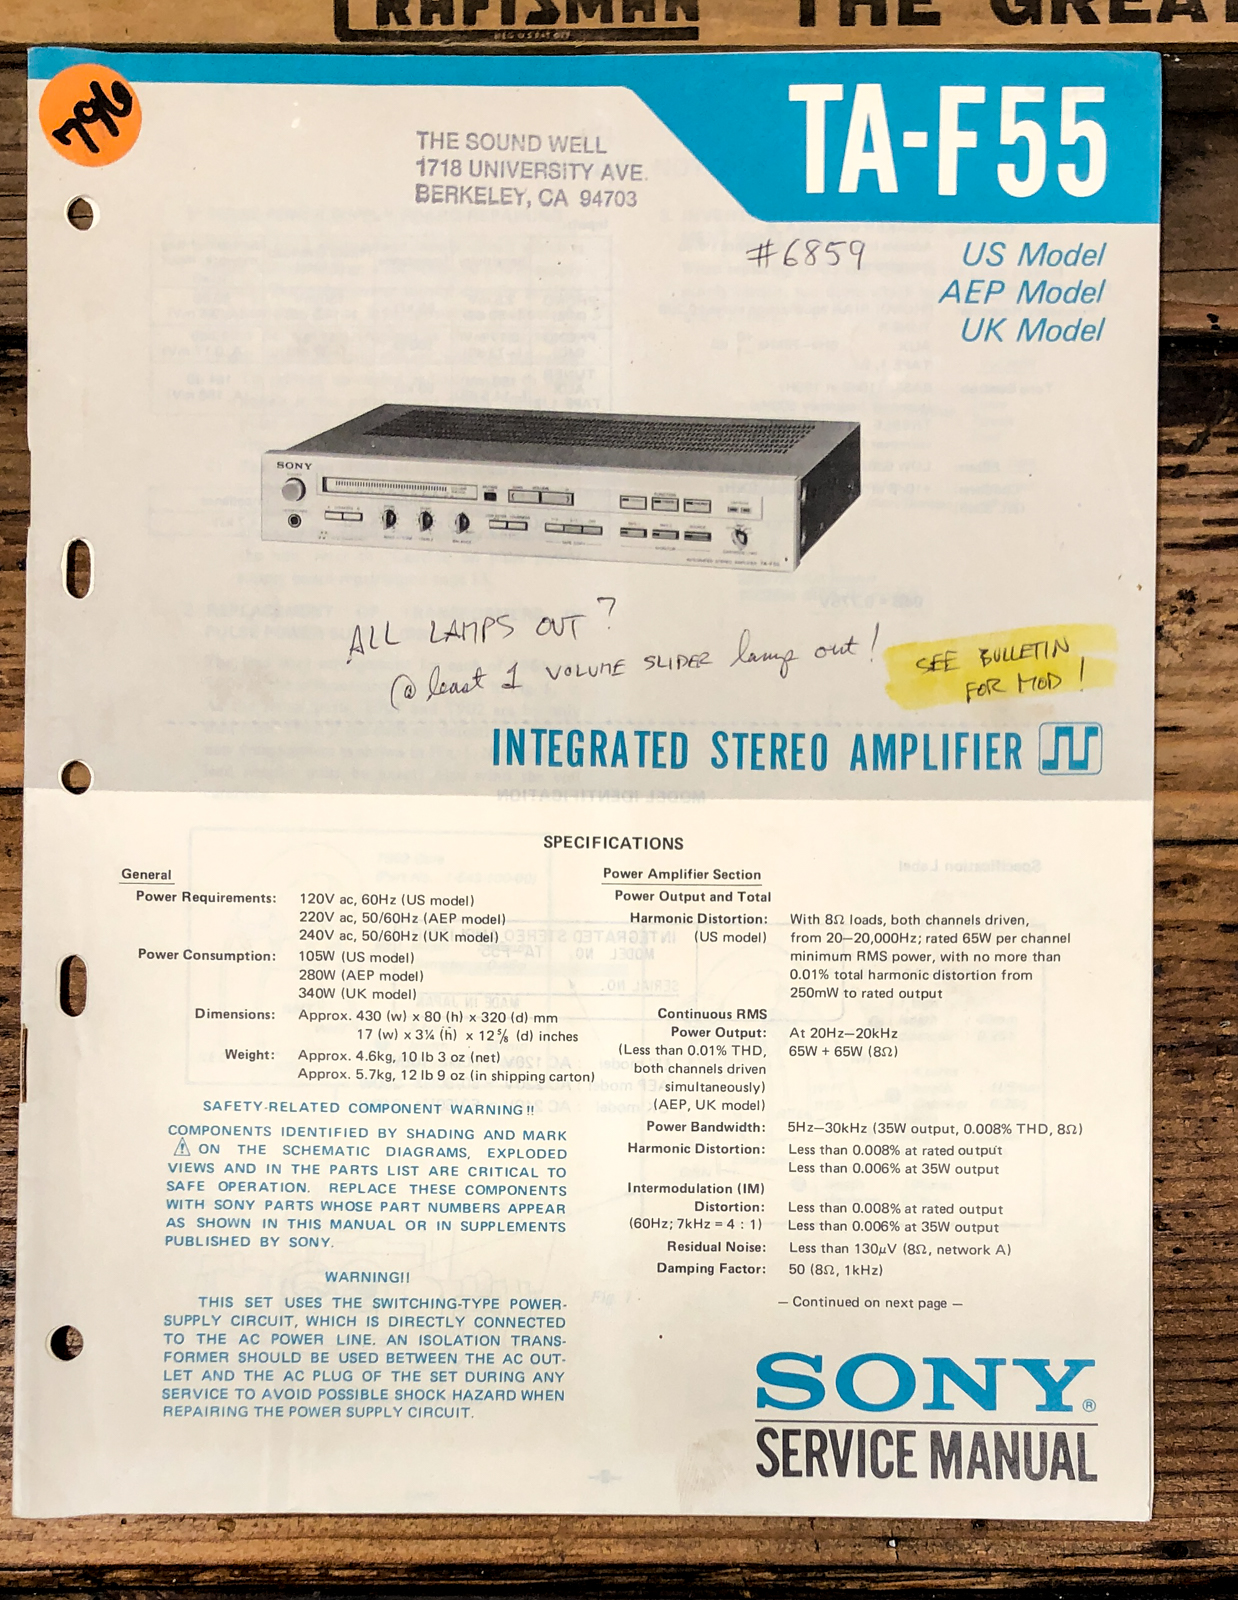 CRAFTSMAN THE GREAT
796
THE SOUND WELL
1718 UNIVERSITY AVE.
BERKELEY, CA 94703
TA-F55
#6859
US Model
AEP Model
UK Model
SONY
ALL LAMPS OUT?
@ least 1 VOLUME SLIDER lamp out!
SEE BULLETIN
FOR MOD!
INTEGRATED STEREO AMPLIFIER
SPECIFICATIONS
General
Power Requirements: 120V ac, 60Hz (US model)
220V ac, 50/60Hz (AEP model)
240V ac, 50/60Hz (UK model)
Power Consumption: 105W (US model)
280W (AEP model)
340W (UK model)
Dimensions: Approx. 430 (w) x 80 (h) x 320 (d) mm
17 (w) x 3¼ (h) x 12⅝ (d) inches
Weight: Approx. 4.6kg, 10 lb 3 oz (net)
Approx. 5.7kg, 12 lb 9 oz (in shipping carton)
SAFETY-RELATED COMPONENT WARNING!!
COMPONENTS IDENTIFIED BY SHADING AND MARK
⚠ ON THE SCHEMATIC DIAGRAMS, EXPLODED
VIEWS AND IN THE PARTS LIST ARE CRITICAL TO
SAFE OPERATION. REPLACE THESE COMPONENTS
WITH SONY PARTS WHOSE PART NUMBERS APPEAR
AS SHOWN IN THIS MANUAL OR IN SUPPLEMENTS
PUBLISHED BY SONY.
WARNING!!
THIS SET USES THE SWITCHING-TYPE POWER-
SUPPLY CIRCUIT, WHICH IS DIRECTLY CONNECTED
TO THE AC POWER LINE. AN ISOLATION TRANS-
FORMER SHOULD BE USED BETWEEN THE AC OUT-
LET AND THE AC PLUG OF THE SET DURING ANY
SERVICE TO AVOID POSSIBLE SHOCK HAZARD WHEN
REPAIRING THE POWER SUPPLY CIRCUIT.
Power Amplifier Section
Power Output and Total
Harmonic Distortion: With 8Ω loads, both channels driven,
(US model) from 20–20,000Hz; rated 65W per channel
minimum RMS power, with no more than
0.01% total harmonic distortion from
250mW to rated output
Continuous RMS
Power Output: At 20Hz–20kHz
(Less than 0.01% THD, 65W + 65W (8Ω)
both channels driven
simultaneously)
(AEP, UK model)
Power Bandwidth: 5Hz–30kHz (35W output, 0.008% THD, 8Ω)
Harmonic Distortion: Less than 0.008% at rated output
Less than 0.006% at 35W output
Intermodulation (IM)
Distortion: Less than 0.008% at rated output
(60Hz; 7kHz = 4 : 1) Less than 0.006% at 35W output
Residual Noise: Less than 130μV (8Ω, network A)
Damping Factor: 50 (8Ω, 1kHz)
— Continued on next page —
SONY®
SERVICE MANUAL